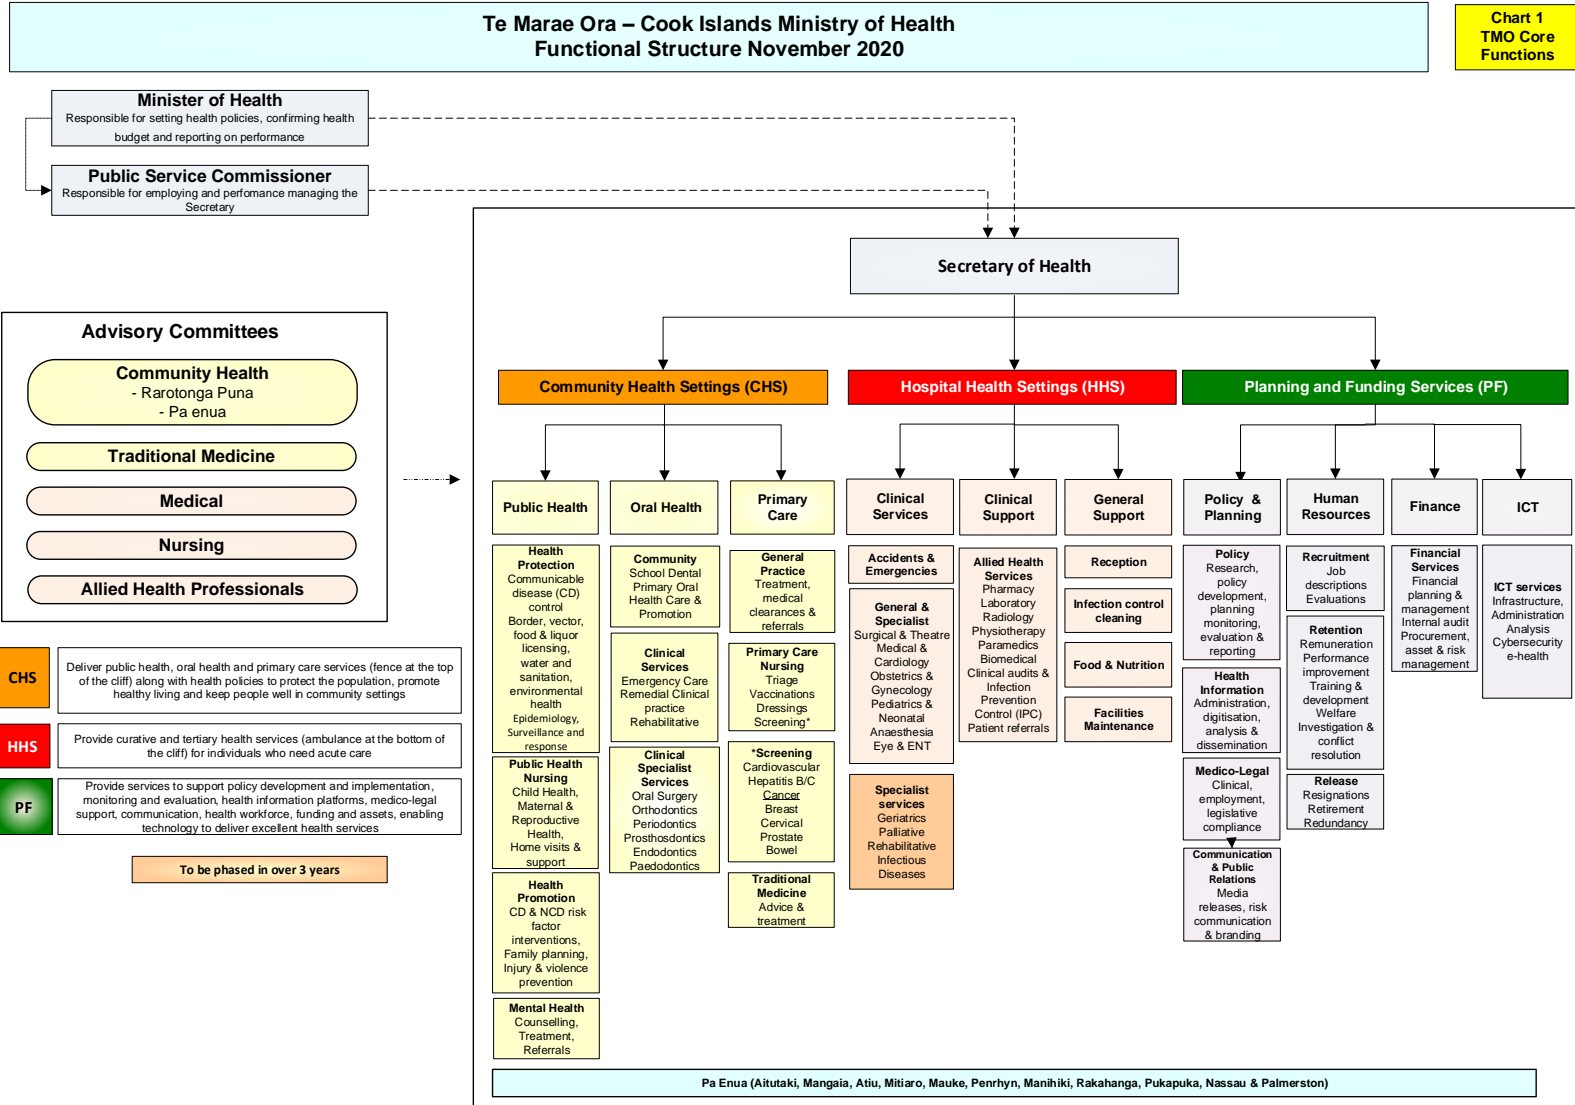 Te Marae Ora – Cook Islands Ministry of Health
Functional Structure November 2020
Chart 1
TMO Core
Functions
Minister of Health
Responsible for setting health policies, confirming health
budget and reporting on performance
Public Service Commissioner
Responsible for employing and perfomance managing the
Secretary
Secretary of Health
Advisory Committees
Community Health
- Rarotonga Puna
- Pa enua
Traditional Medicine
Medical
Nursing
Allied Health Professionals
CHS
Deliver public health, oral health and primary care services (fence at the top
of the cliff) along with health policies to protect the population, promote
healthy living and keep people well in community settings
HHS
Provide curative and tertiary health services (ambulance at the bottom of
the cliff) for individuals who need acute care
PF
Provide services to support policy development and implementation,
monitoring and evaluation, health information platforms, medico-legal
support, communication, health workforce, funding and assets, enabling
technology to deliver excellent health services
To be phased in over 3 years
Community Health Settings (CHS)
Hospital Health Settings (HHS)
Planning and Funding Services (PF)
Public Health
Health
Protection
Communicable
disease (CD)
control
Border, vector,
food & liquor
licensing,
water and
sanitation,
environmental
health
Epidemiology,
Surveillance and
response
Public Health
Nursing
Child Health,
Maternal &
Reproductive
Health,
Home visits &
support
Health
Promotion
CD & NCD risk
factor
interventions,
Family planning,
Injury & violence
prevention
Mental Health
Counselling,
Treatment,
Referrals
Oral Health
Community
School Dental
Primary Oral
Health Care &
Promotion
Clinical
Services
Emergency Care
Remedial Clinical
practice
Rehabilitative
Clinical
Specialist
Services
Oral Surgery
Orthodontics
Periodontics
Prosthosdontics
Endodontics
Paedodontics
Primary
Care
General
Practice
Treatment,
medical
clearances &
referrals
Primary Care
Nursing
Triage
Vaccinations
Dressings
Screening*
*Screening
Cardiovascular
Hepatitis B/C
Cancer
Breast
Cervical
Prostate
Bowel
Traditional
Medicine
Advice &
treatment
Clinical
Services
Accidents &
Emergencies
General &
Specialist
Surgical & Theatre
Medical &
Cardiology
Obstetrics &
Gynecology
Pediatrics &
Neonatal
Anaesthesia
Eye & ENT
Specialist
services
Geriatrics
Palliative
Rehabilitative
Infectious
Diseases
Clinical
Support
Allied Health
Services
Pharmacy
Laboratory
Radiology
Physiotherapy
Paramedics
Biomedical
Clinical audits &
Infection
Prevention
Control (IPC)
Patient referrals
General
Support
Reception
Infection control
cleaning
Food & Nutrition
Facilities
Maintenance
Policy &
Planning
Policy
Research,
policy
development,
planning
monitoring,
evaluation &
reporting
Health
Information
Administration,
digitisation,
analysis &
dissemination
Medico-Legal
Clinical,
employment,
legislative
compliance
Communication
& Public
Relations
Media
releases, risk
communication
& branding
Human
Resources
Recruitment
Job
descriptions
Evaluations
Retention
Remuneration
Performance
improvement
Training &
development
Welfare
Investigation &
conflict
resolution
Release
Resignations
Retirement
Redundancy
Finance
Financial
Services
Financial
planning &
management
Internal audit
Procurement,
asset & risk
management
ICT
ICT services
Infrastructure,
Administration
Analysis
Cybersecurity
e-health
Pa Enua (Aitutaki, Mangaia, Atiu, Mitiaro, Mauke, Penrhyn, Manihiki, Rakahanga, Pukapuka, Nassau & Palmerston)